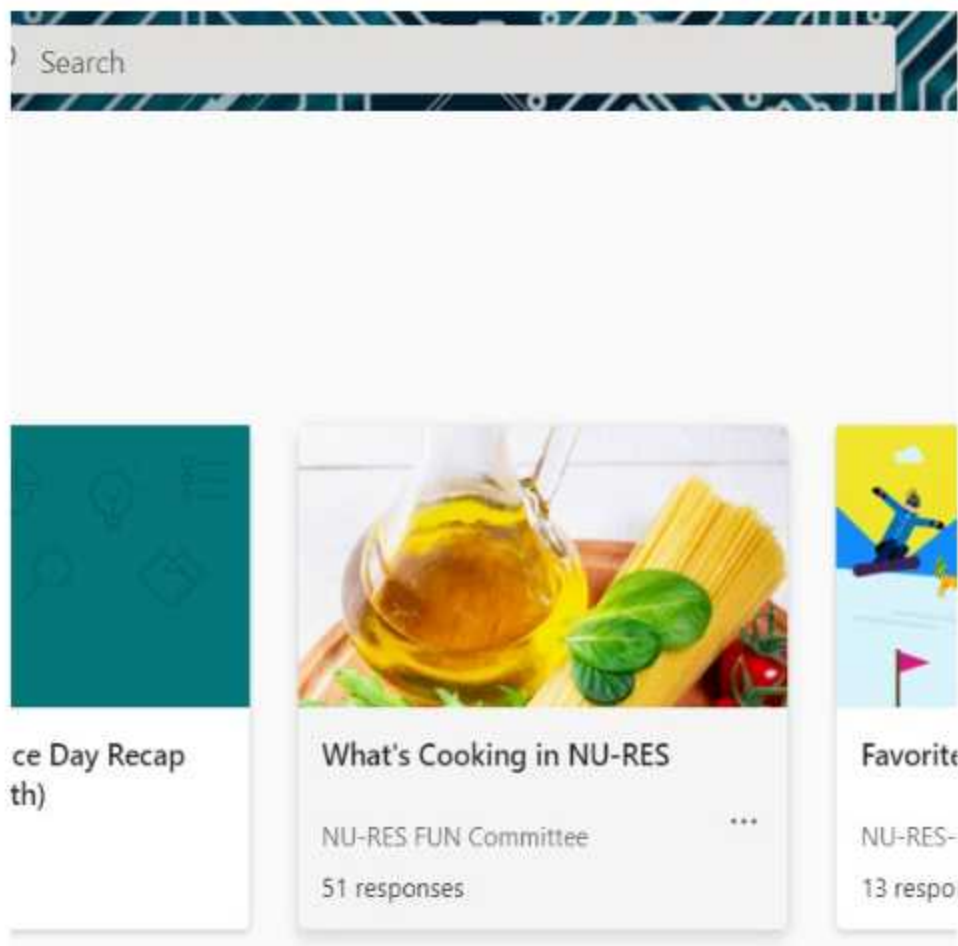 Search
ce Day Recap
th)
What's Cooking in NU-RES
NU-RES FUN Committee
51 responses
Favorite
NU-RES-
13 respo